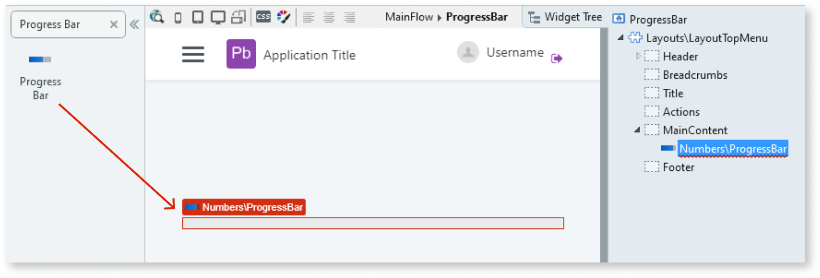 Progress Bar
Progress
Bar
CSS
MainFlow ▸ ProgressBar
Widget Tree
Pb
Application Title
Username
Numbers\ProgressBar
ProgressBar
Layouts\LayoutTopMenu
Header
Breadcrumbs
Title
Actions
MainContent
Numbers\ProgressBar
Footer